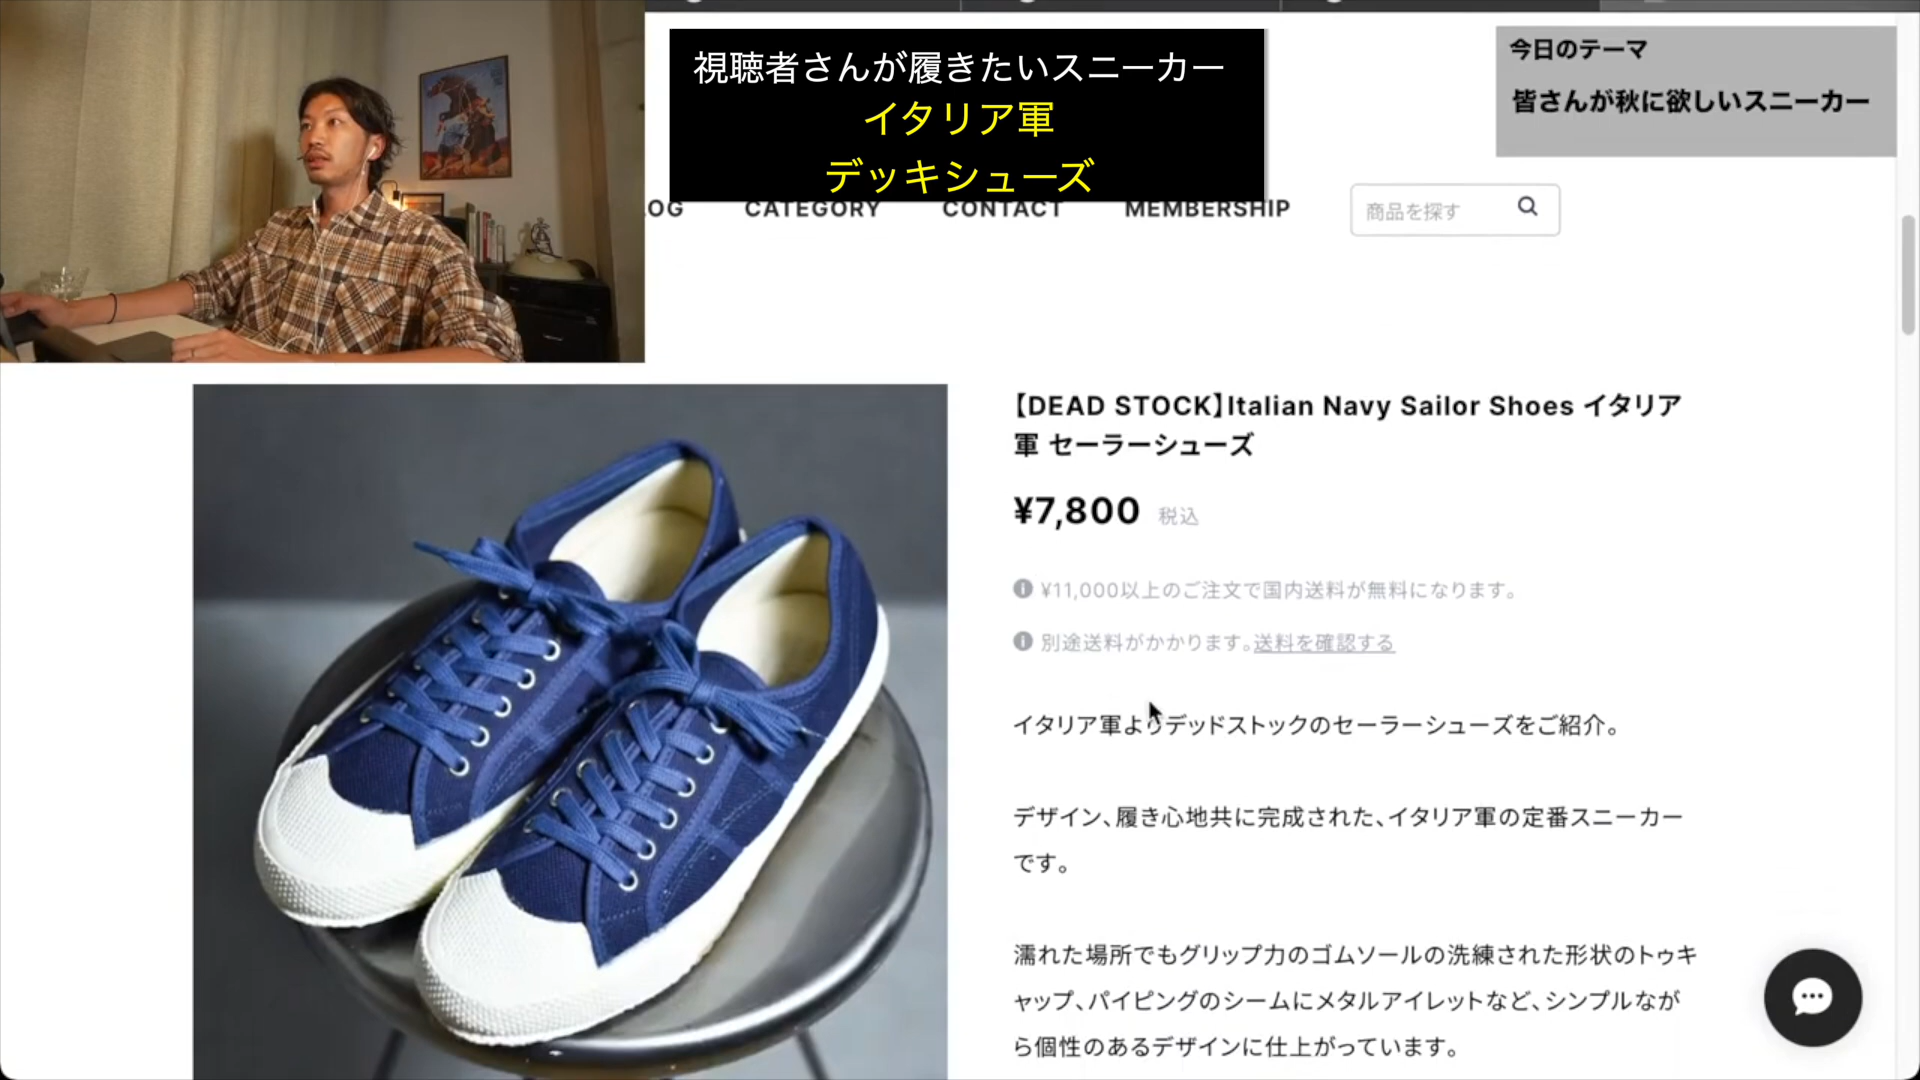 視聴者さんが履きたいスニーカー
イタリア軍
デッキシューズ
今日のテーマ
皆さんが秋に欲しいスニーカー
CATEGORY
CONTACT
MEMBERSHIP
商品を探す
【DEAD STOCK】Italian Navy Sailor Shoes イタリア
軍 セーラーシューズ
¥7,800 税込
¥11,000以上のご注文で国内送料が無料になります。
別途送料がかかります。送料を確認する
イタリア軍よりデッドストックのセーラーシューズをご紹介。
デザイン、履き心地共に完成された、イタリア軍の定番スニーカー
です。
濡れた場所でもグリップ力のゴムソールの洗練された形状のトゥキ
ャップ、パイピングのシームにメタルアイレットなど、シンプルなが
ら個性のあるデザインに仕上がっています。